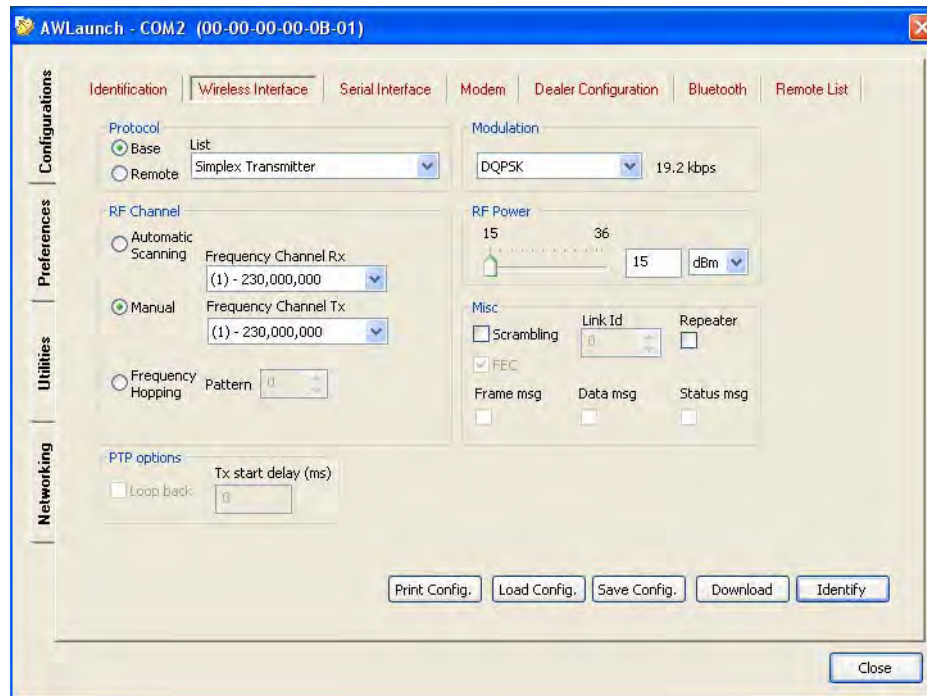 AWLaunch - COM2 (00-00-00-00-0B-01)
Configurations
Preferences
Utilities
Networking
Identification Wireless Interface Serial Interface Modem Dealer Configuration Bluetooth Remote List
Protocol
Base
Remote
List
Simplex Transmitter
Modulation
DQPSK 19.2 kbps
RF Channel
Automatic
Scanning
Frequency Channel Rx
(1) - 230,000,000
Manual
Frequency Channel Tx
(1) - 230,000,000
Frequency
Hopping
Pattern 0
RF Power
15 36
15 dBm
Misc
Scrambling
Link Id
0
Repeater
FEC
Frame msg Data msg Status msg
PTP options
Loop back
Tx start delay (ms)
0
Print Config. Load Config. Save Config. Download Identify
Close